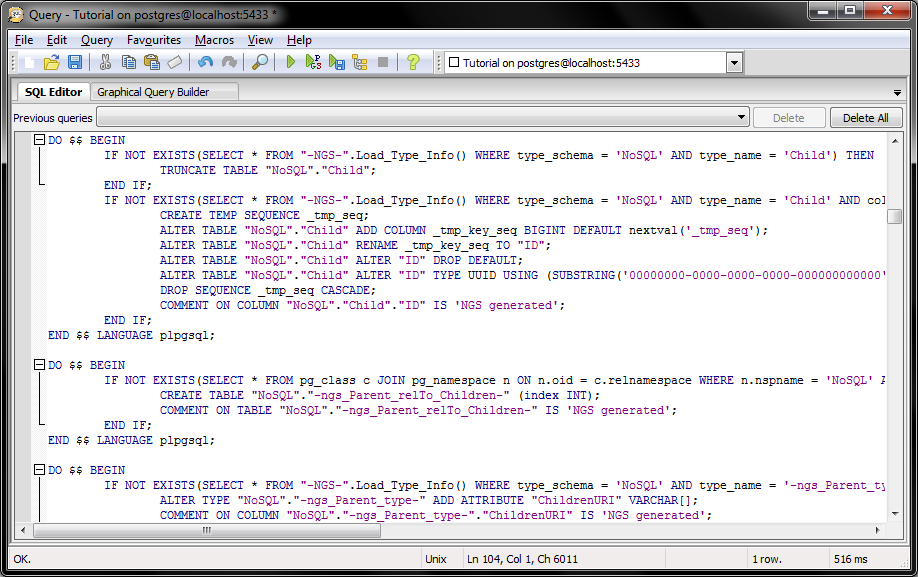 Query - Tutorial on postgres@localhost:5433 *
File Edit Query Favourites Macros View Help
Tutorial on postgres@localhost:5433
SQL Editor Graphical Query Builder
Previous queries Delete Delete All
DO $$ BEGIN
IF NOT EXISTS(SELECT * FROM "-NGS-".Load_Type_Info() WHERE type_schema = 'NoSQL' AND type_name = 'Child') THEN
TRUNCATE TABLE "NoSQL"."Child";
END IF;
IF NOT EXISTS(SELECT * FROM "-NGS-".Load_Type_Info() WHERE type_schema = 'NoSQL' AND type_name = 'Child' AND col
CREATE TEMP SEQUENCE _tmp_seq;
ALTER TABLE "NoSQL"."Child" ADD COLUMN _tmp_key_seq BIGINT DEFAULT nextval('_tmp_seq');
ALTER TABLE "NoSQL"."Child" RENAME _tmp_key_seq TO "ID";
ALTER TABLE "NoSQL"."Child" ALTER "ID" DROP DEFAULT;
ALTER TABLE "NoSQL"."Child" ALTER "ID" TYPE UUID USING (SUBSTRING('00000000-0000-0000-0000-000000000000'
DROP SEQUENCE _tmp_seq CASCADE;
COMMENT ON COLUMN "NoSQL"."Child"."ID" IS 'NGS generated';
END IF;
END $$ LANGUAGE plpgsql;
DO $$ BEGIN
IF NOT EXISTS(SELECT * FROM pg_class c JOIN pg_namespace n ON n.oid = c.relnamespace WHERE n.nspname = 'NoSQL' A
CREATE TABLE "NoSQL"."-ngs_Parent_relTo_Children-" (index INT);
COMMENT ON TABLE "NoSQL"."-ngs_Parent_relTo_Children-" IS 'NGS generated';
END IF;
END $$ LANGUAGE plpgsql;
DO $$ BEGIN
IF NOT EXISTS(SELECT * FROM "-NGS-".Load_Type_Info() WHERE type_schema = 'NoSQL' AND type_name = '-ngs_Parent_ty
ALTER TYPE "NoSQL"."-ngs_Parent_type-" ADD ATTRIBUTE "ChildrenURI" VARCHAR[];
COMMENT ON COLUMN "NoSQL"."-ngs_Parent_type-"."ChildrenURI" IS 'NGS generated';
OK. Unix Ln 104, Col 1, Ch 6011 1 row. 516 ms